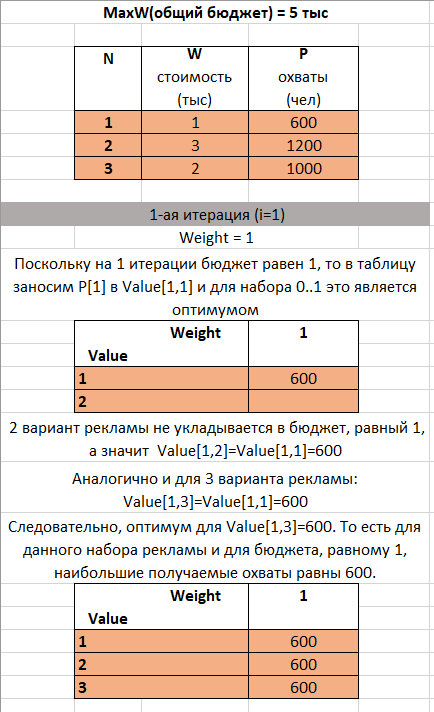 MaxW(общий бюджет) = 5 тыс
N W P
стоимость охваты
(тыс) (чел)
1 1 600
2 3 1200
3 2 1000
1-ая итерация (i=1)
Weight = 1
Поскольку на 1 итерации бюджет равен 1, то в таблицу
заносим P[1] в Value[1,1] и для набора 0..1 это является
оптимумом
Weight 1
Value
1 600
2
2 вариант рекламы не укладывается в бюджет, равный 1,
а значит Value[1,2]=Value[1,1]=600
Аналогично и для 3 варианта рекламы:
Value[1,3]=Value[1,1]=600
Следовательно, оптимум для Value[1,3]=600. То есть для
данного набора рекламы и для бюджета, равному 1,
наибольшие получаемые охваты равны 600.
Weight 1
Value
1 600
2 600
3 600